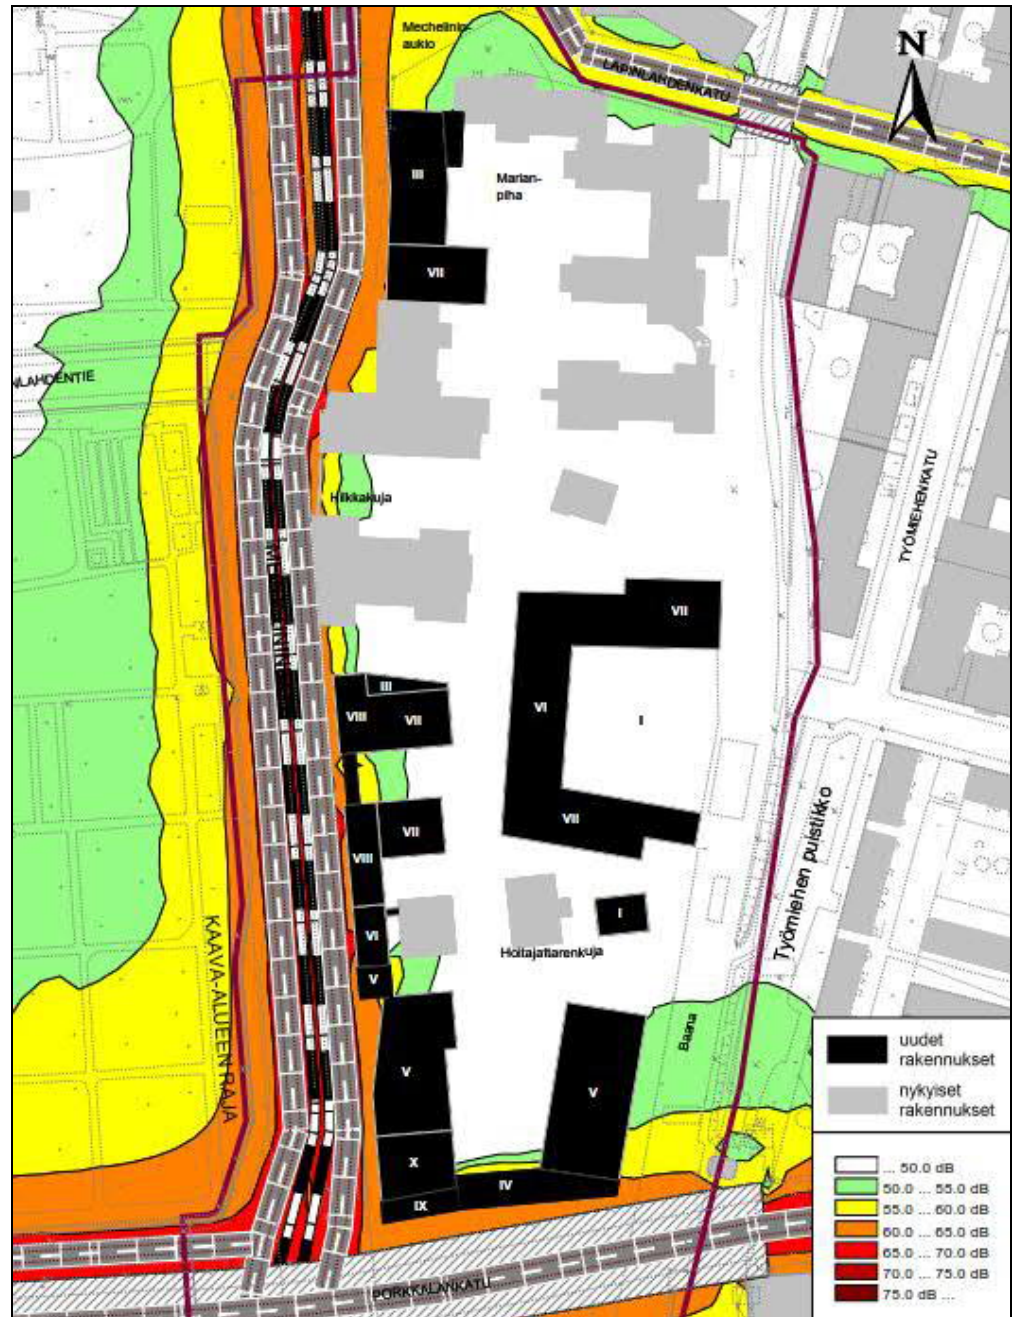 Mechelinin-
aukio
N
LAPINLAHDENKATU
III
Marian-
piha
VII
NLAHDENTIE
TYÖMIEHENKATU
Hilkkakuja
VII
III
VIII
VII
VI
I
VII
VII
VIII
Työmiehen puistikko
I
VI
Hoitajattarenkuja
V
KAAVA-ALUEEN RAJA
Baana
V
V
X
IV
IX
PORKKALANKATU
uudet
rakennukset
nykyiset
rakennukset
... 50.0 dB
50.0 ... 55.0 dB
55.0 ... 60.0 dB
60.0 ... 65.0 dB
65.0 ... 70.0 dB
70.0 ... 75.0 dB
75.0 dB ...